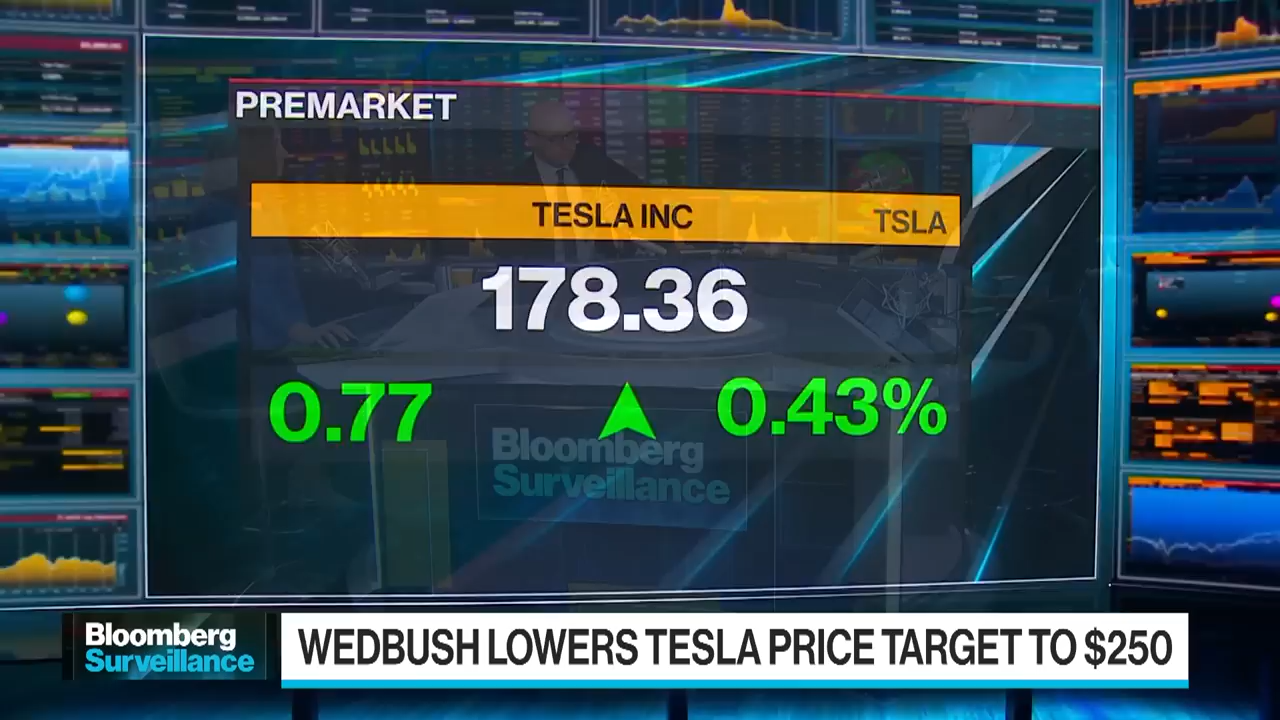 PREMARKET
TESLA INC TSLA
178.36
0.77 0.43%
Bloomberg
Surveillance
Bloomberg
Surveillance
WEDBUSH LOWERS TESLA PRICE TARGET TO $250